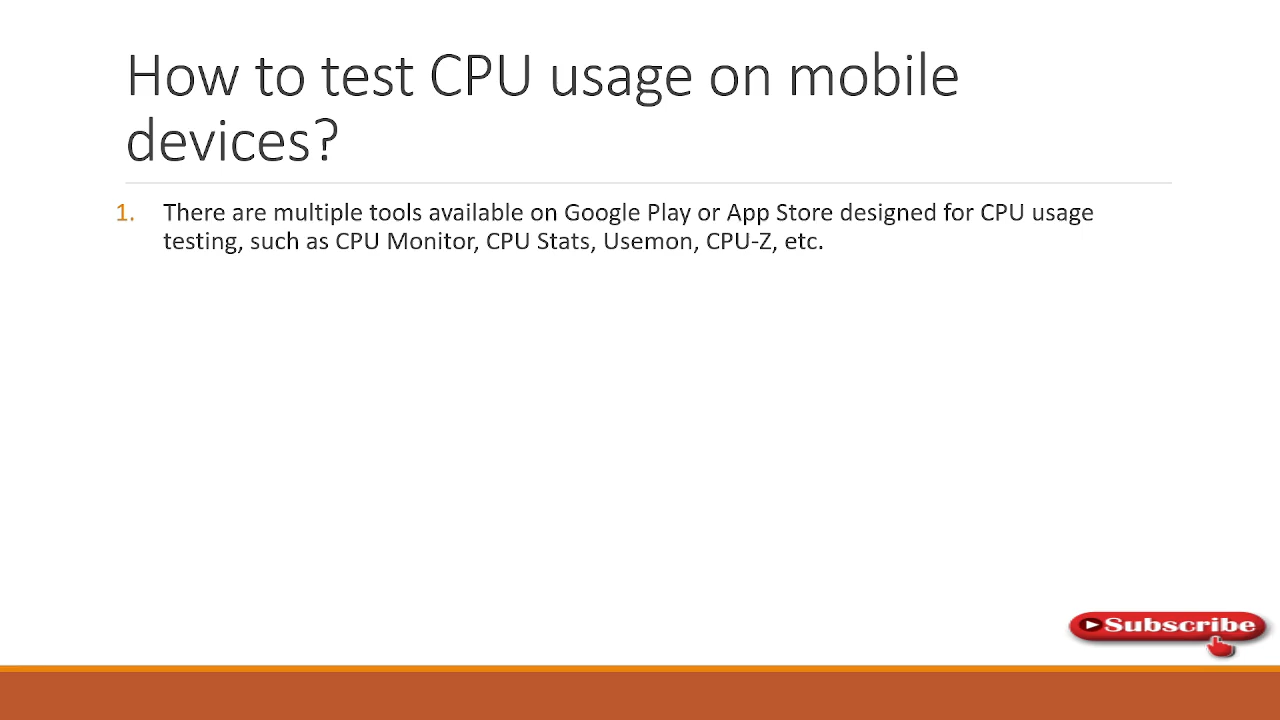 How to test CPU usage on mobile
devices?
1. There are multiple tools available on Google Play or App Store designed for CPU usage
testing, such as CPU Monitor, CPU Stats, Usemon, CPU-Z, etc.
Subscribe